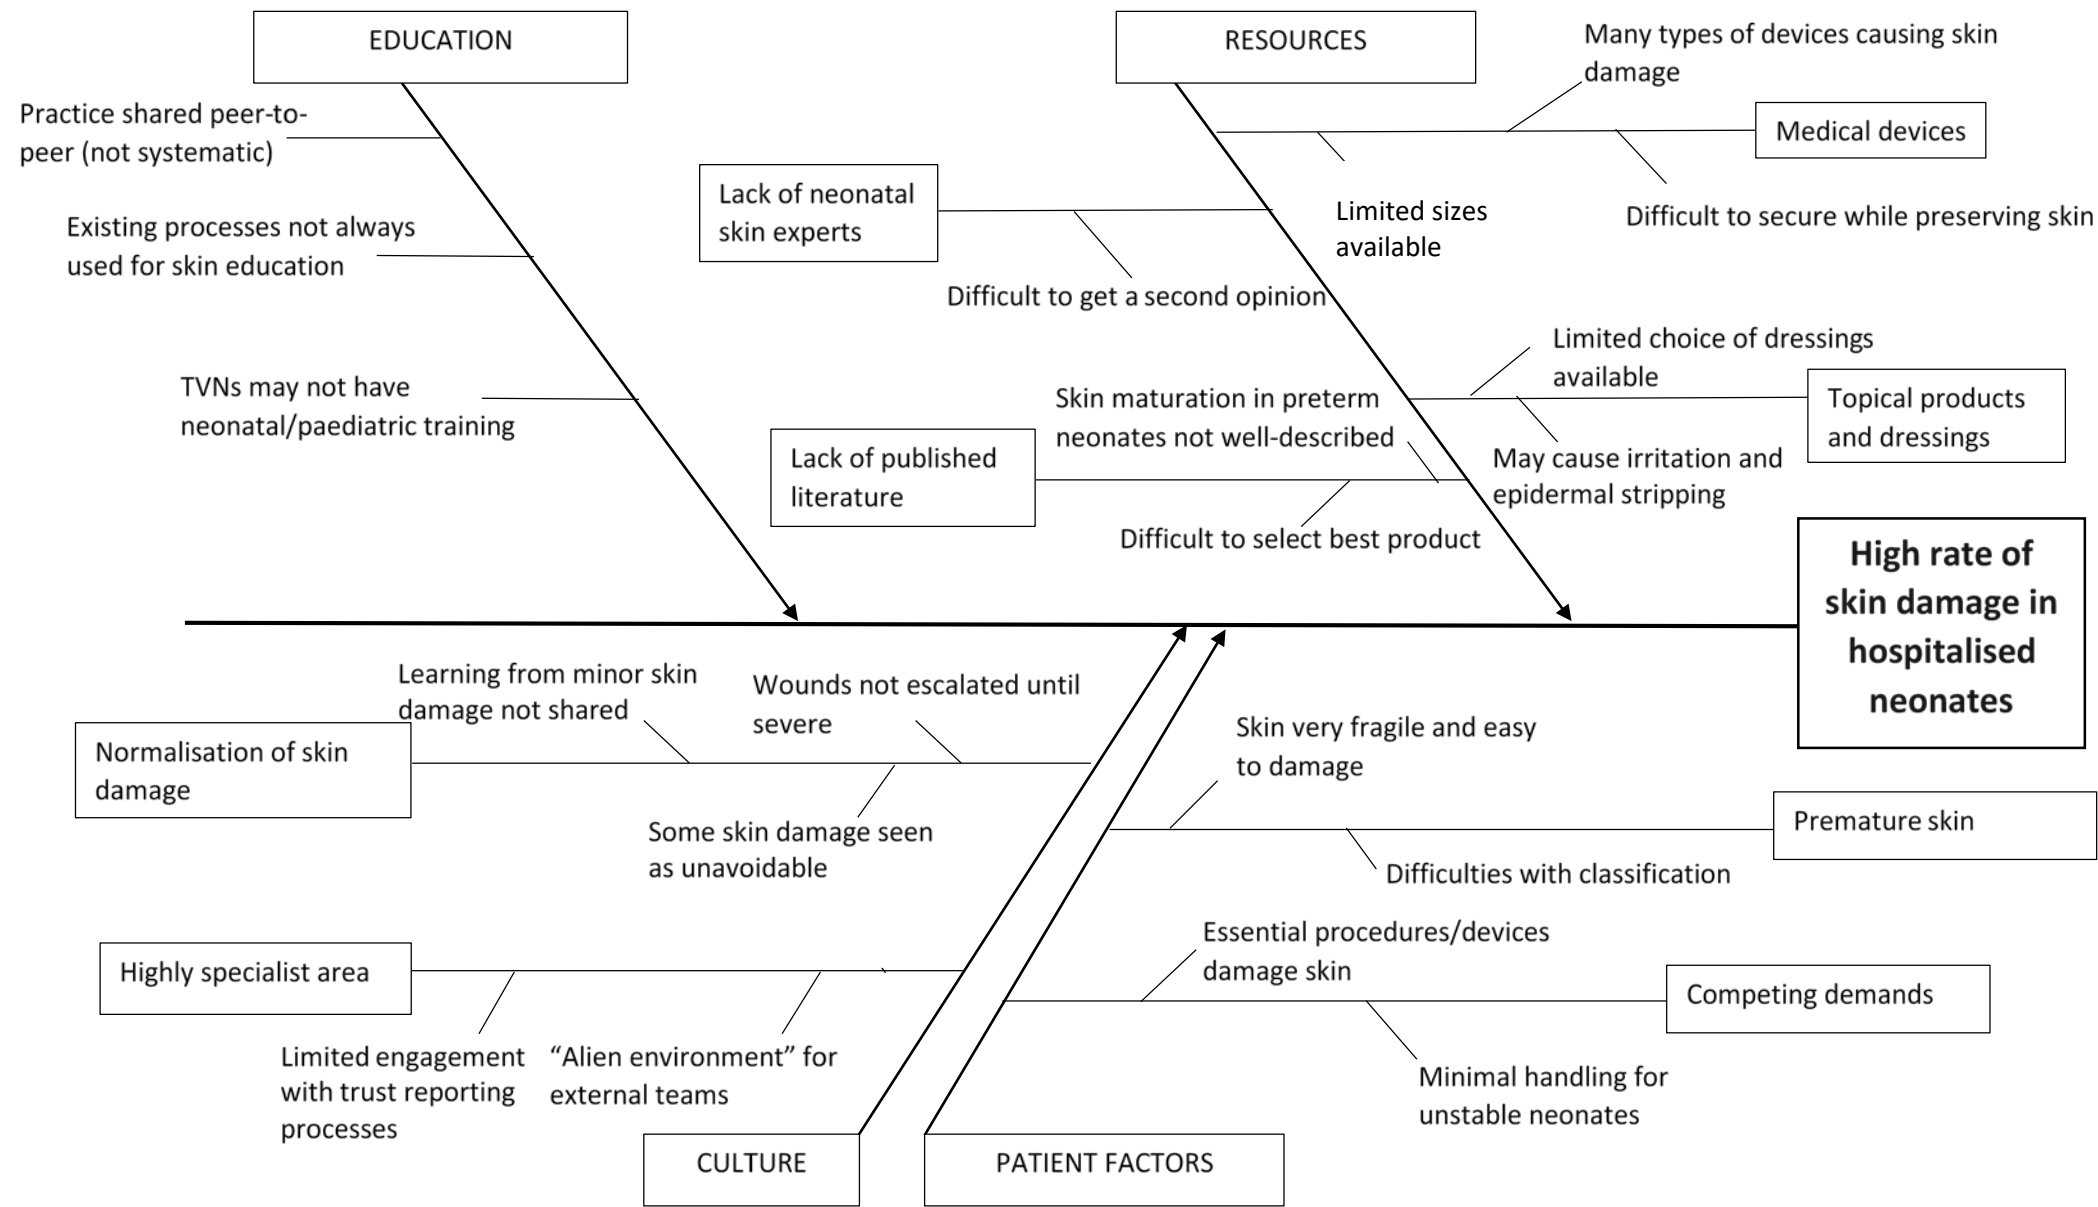 EDUCATION
RESOURCES
Many types of devices causing skin
damage
Practice shared peer-to-
peer (not systematic)
Medical devices
Lack of neonatal
skin experts
Limited sizes
available
Difficult to secure while preserving skin
Existing processes not always
used for skin education
Difficult to get a second opinion
Limited choice of dressings
available
TVNs may not have
neonatal/paediatric training
Skin maturation in preterm
neonates not well-described
Topical products
and dressings
Lack of published
literature
May cause irritation and
epidermal stripping
Difficult to select best product
High rate of
skin damage in
hospitalised
neonates
Learning from minor skin
damage not shared
Wounds not escalated until
severe
Normalisation of skin
damage
Skin very fragile and easy
to damage
Some skin damage seen
as unavoidable
Premature skin
Difficulties with classification
Highly specialist area
Essential procedures/devices
damage skin
Competing demands
Limited engagement
with trust reporting
processes
“Alien environment” for
external teams
Minimal handling for
unstable neonates
CULTURE
PATIENT FACTORS